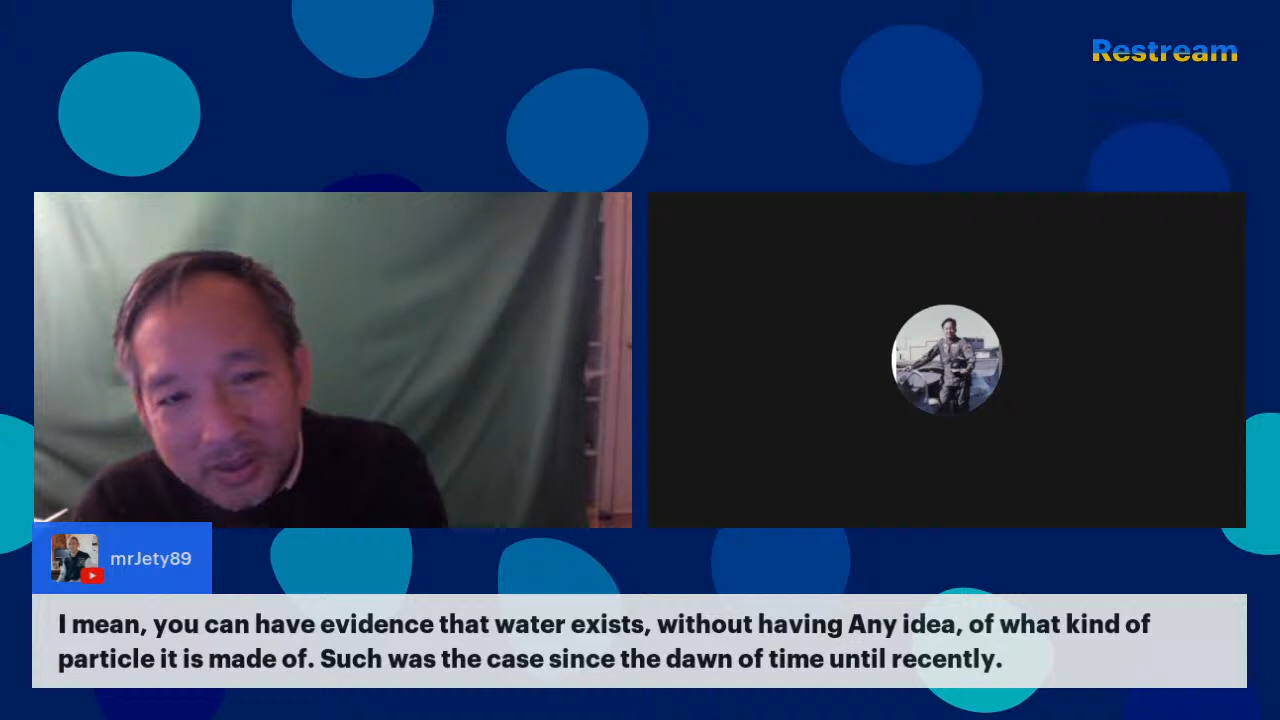 Restream
mrJety89
I mean, you can have evidence that water exists, without having Any idea, of what kind of
particle it is made of. Such was the case since the dawn of time until recently.